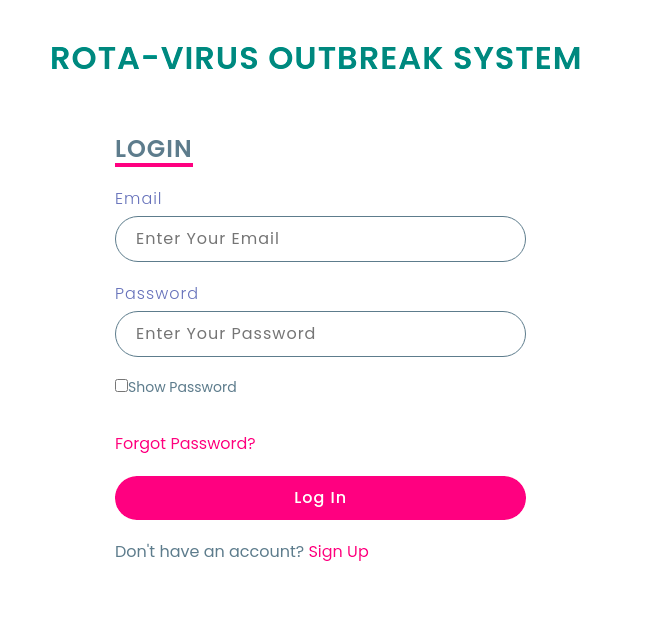 ROTA-VIRUS OUTBREAK SYSTEM
LOGIN
Email
Enter Your Email
Password
Enter Your Password
Show Password
Forgot Password?
Log In
Don't have an account? Sign Up